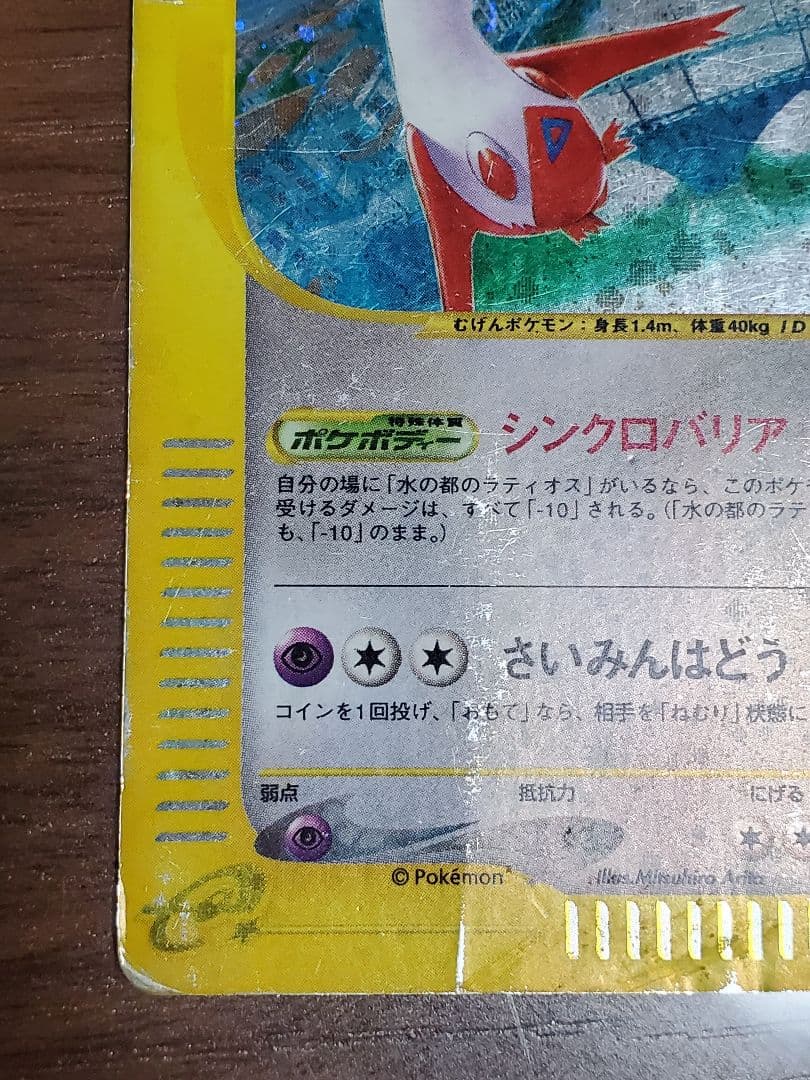 むげんポケモン：身長1.4m、体重40kg ID
特殊体質
ポケボディー
シンクロバリア
自分の場に「水の都のラティオス」がいるなら、このポケ
受けるダメージは、すべて「-10」される。（「水の都のラテ
も、「-10」のまま。）
さいみんはどう
コインを1回投げ、「おもて」なら、相手を「ねむり」状態に
弱点
抵抗力
にげる
© Pokémon
Illus.Mitsuhiro Arita